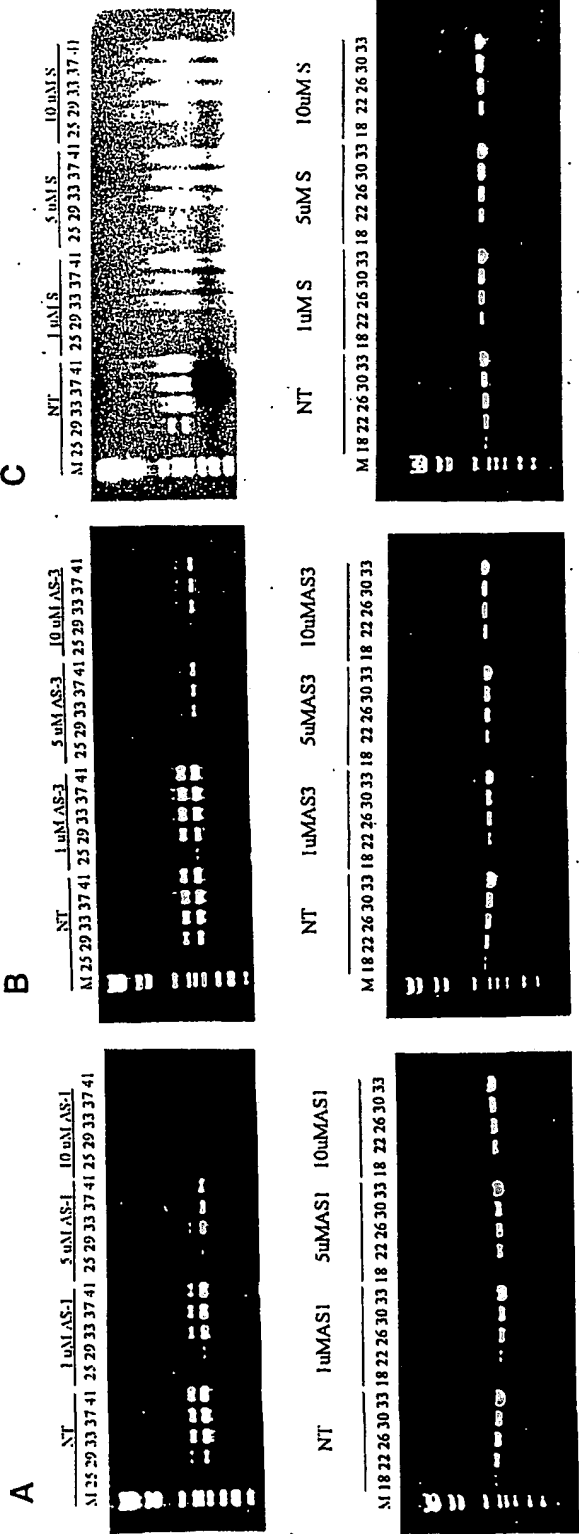 A
NT 1 uM AS-1 5 uM AS-1 10 uM AS-1
M 25 29 33 37 41 25 29 33 37 41 25 29 33 37 41 25 29 33 37 41
NT 1uMAS1 5uMAS1 10uMAS1
M 18 22 26 30 33 18 22 26 30 33 18 22 26 30 33 18 22 26 30 33
B
NT 1 uM AS-3 5 uM AS-3 10 uM AS-3
M 25 29 33 37 41 25 29 33 37 41 25 29 33 37 41 25 29 33 37 41
NT 1uMAS3 5uMAS3 10uMAS3
M 18 22 26 30 33 18 22 26 30 33 18 22 26 30 33 18 22 26 30 33
C
NT 1 uM S 5 uM S 10 uM S
M 25 29 33 37 41 25 29 33 37 41 25 29 33 37 41 25 29 33 37 41
NT 1uM S 5uM S 10uM S
M 18 22 26 30 33 18 22 26 30 33 18 22 26 30 33 18 22 26 30 33